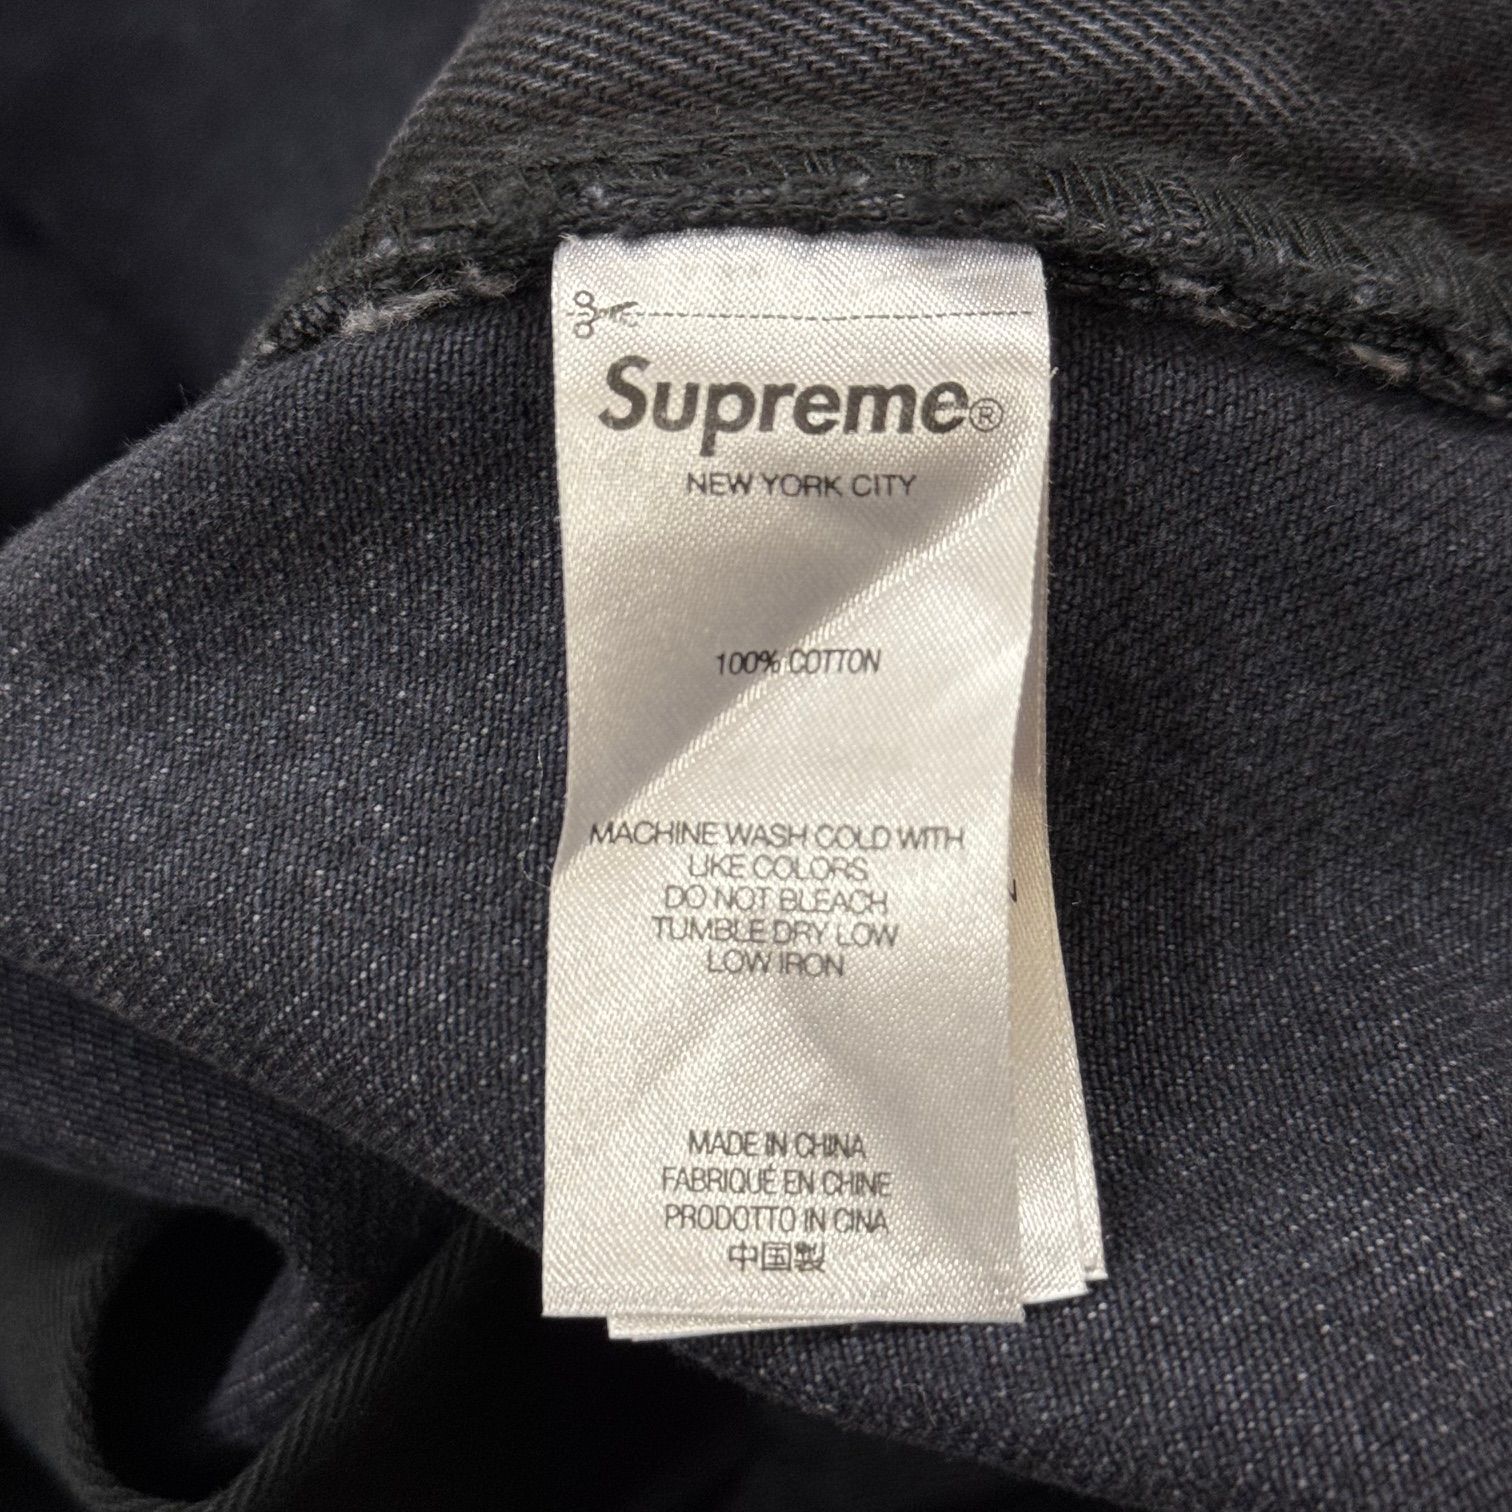 Supreme®
NEW YORK CITY
100% COTTON
MACHINE WASH COLD WITH
LIKE COLORS
DO NOT BLEACH
TUMBLE DRY LOW
LOW IRON
MADE IN CHINA
FABRIQUÉ EN CHINE
PRODOTTO IN CINA
中国製